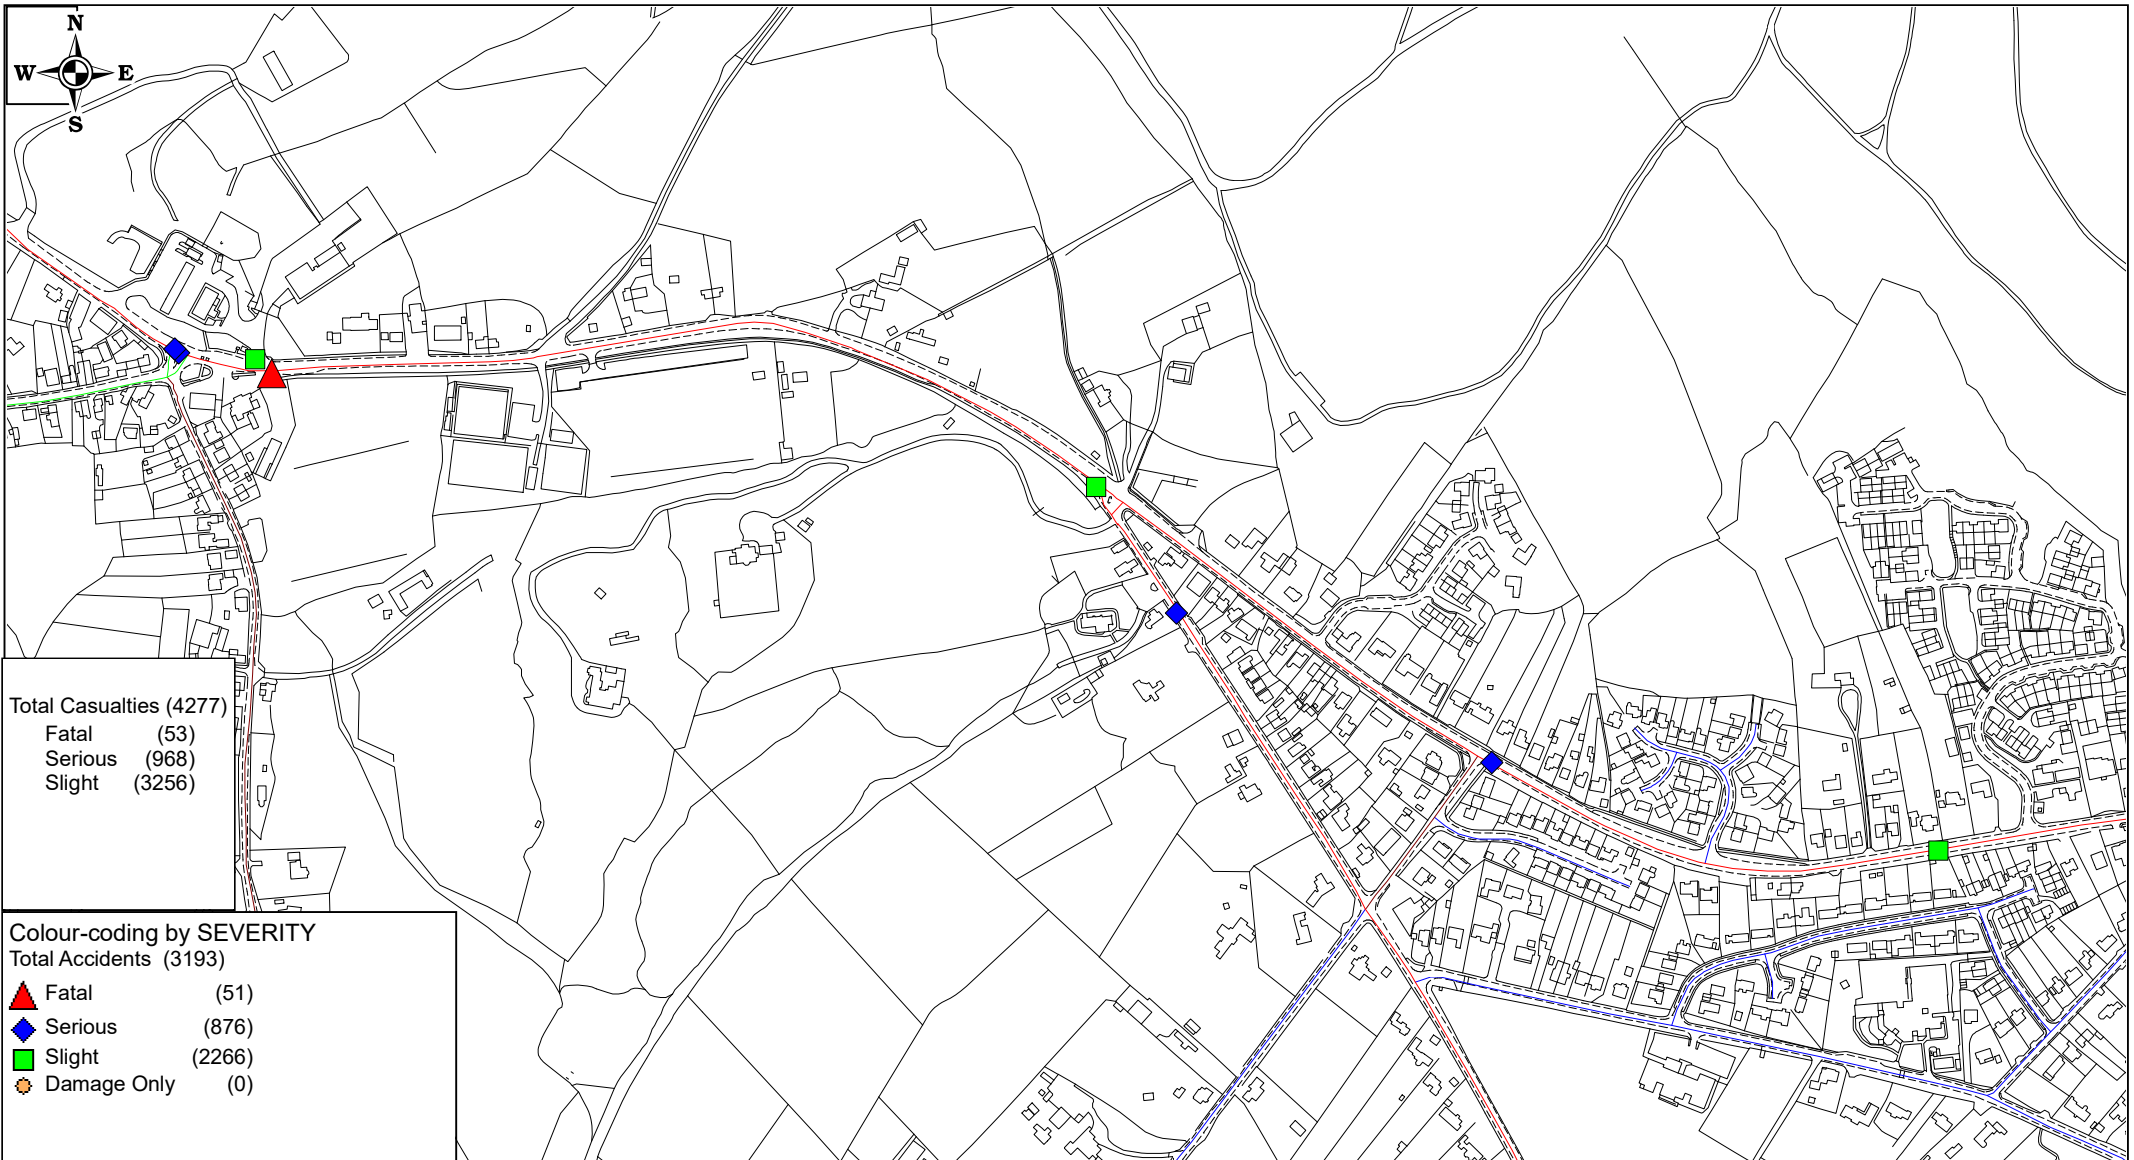 N
W E
S
Total Casualties (4277)
Fatal (53)
Serious (968)
Slight (3256)
Colour-coding by SEVERITY
Total Accidents (3193)
Fatal (51)
Serious (876)
Slight (2266)
Damage Only (0)